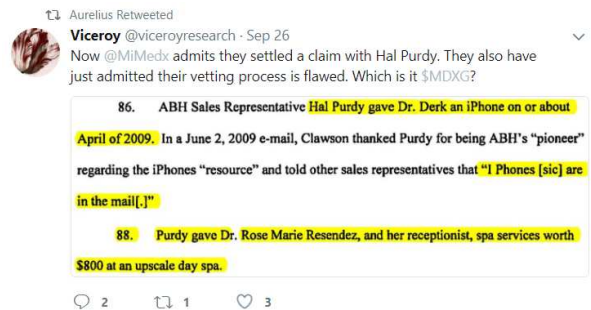 Aurelius Retweeted
Viceroy @viceroyresearch · Sep 26
Now @MiMedx admits they settled a claim with Hal Purdy. They also have
just admitted their vetting process is flawed. Which is it $MDXG?
86. ABH Sales Representative Hal Purdy gave Dr. Derk an iPhone on or about
April of 2009. In a June 2, 2009 e-mail, Clawson thanked Purdy for being ABH's "pioneer"
regarding the iPhones "resource" and told other sales representatives that "I Phones [sic] are
in the mail[.]"
88. Purdy gave Dr. Rose Marie Resendez, and her receptionist, spa services worth
$800 at an upscale day spa.
2 1 3